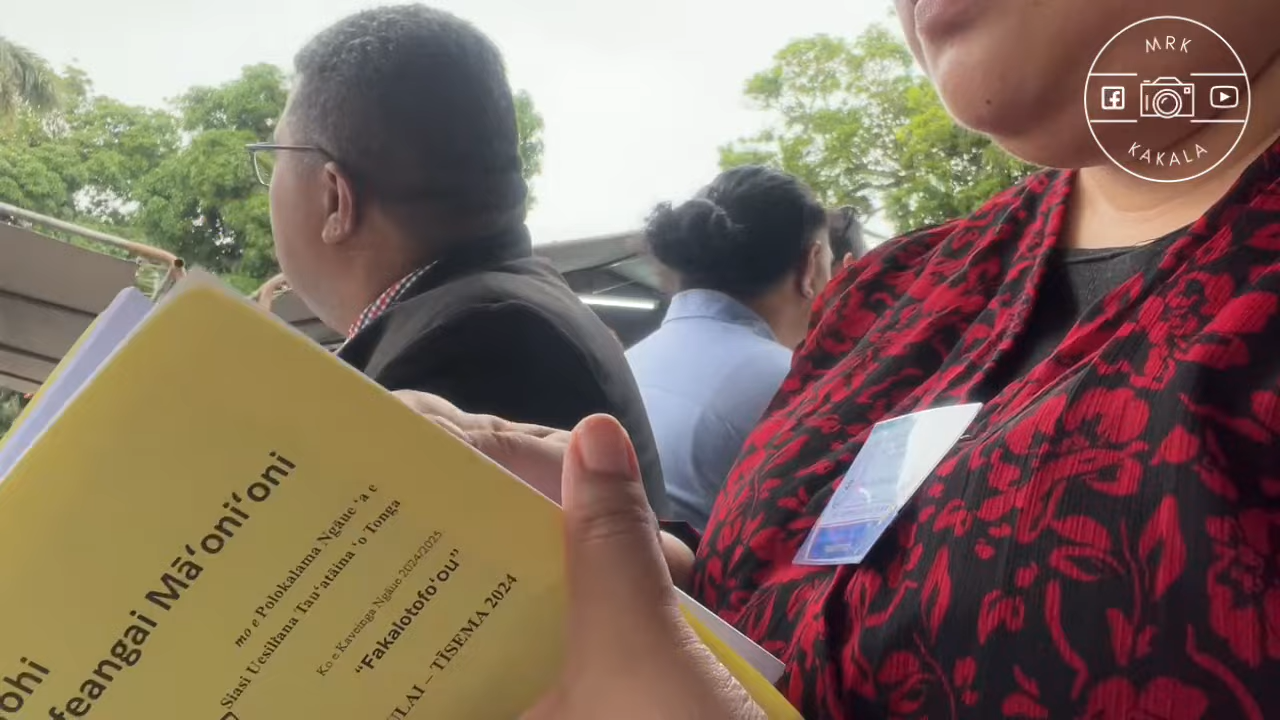 MRK
KAKALA
ohi
feangai Mā‘oni‘oni
mo e Polokalama Ngāue ‘a e
Siasi Uesiliana Tau‘atāina ‘o Tonga
Ko e Kaveinga Ngāue 2024/2025
“Fakalotofo‘ou”
ULAI – TĪSEMA 2024